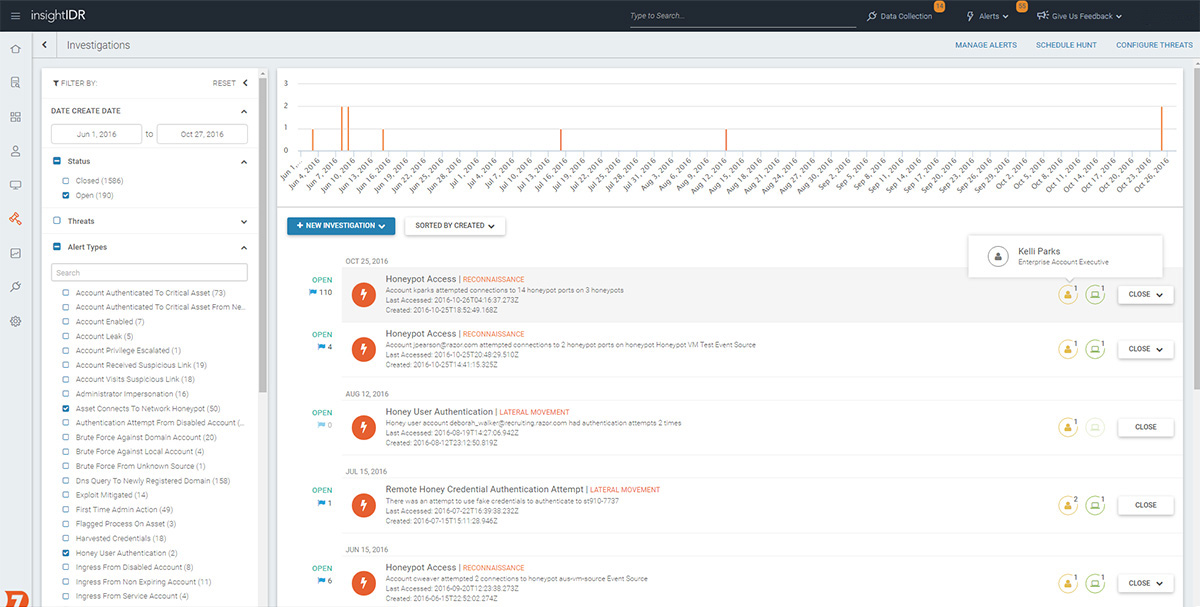 insightIDR
Type to Search...
Data Collection
14
Alerts
55
Give Us Feedback
Investigations
MANAGE ALERTS
SCHEDULE HUNT
CONFIGURE THREATS
FILTER BY:
RESET
DATE CREATE DATE
Jun 1, 2016
to
Oct 27, 2016
Status
Closed (1586)
Open (190)
Threats
Alert Types
Search
Account Authenticated To Critical Asset (73)
Account Authenticated To Critical Asset From Ne...
Account Enabled (7)
Account Leak (5)
Account Privilege Escalated (1)
Account Received Suspicious Link (19)
Account Visits Suspicious Link (18)
Administrator Impersonation (16)
Asset Connects To Network Honeypot (50)
Authentication Attempt From Disabled Account (...
Brute Force Against Domain Account (20)
Brute Force Against Local Account (4)
Brute Force From Unknown Source (1)
Dns Query To Newly Registered Domain (158)
Exploit Mitigated (14)
First Time Admin Action (49)
Flagged Process On Asset (3)
Harvested Credentials (18)
Honey User Authentication (2)
Ingress From Disabled Account (8)
Ingress From Non Expiring Account (11)
Ingress From Service Account (4)
3
2
1
0
Jun 1, ...
Jun 4, 2016
Jun 7, 2016
Jun 10, 2016
Jun 13, 2016
Jun 16, 2016
Jun 19, 2016
Jun 22, 2016
Jun 25, 2016
Jun 28, 2016
Jul 1, 2016
Jul 4, 2016
Jul 7, 2016
Jul 10, 2016
Jul 13, 2016
Jul 16, 2016
Jul 19, 2016
Jul 22, 2016
Jul 25, 2016
Jul 28, 2016
Jul 31, 2016
Aug 3, 2016
Aug 6, 2016
Aug 9, 2016
Aug 12, 2016
Aug 15, 2016
Aug 18, 2016
Aug 21, 2016
Aug 24, 2016
Aug 27, 2016
Aug 30, 2016
Sep 2, 2016
Sep 5, 2016
Sep 8, 2016
Sep 11, 2016
Sep 14, 2016
Sep 17, 2016
Sep 20, 2016
Sep 23, 2016
Sep 26, 2016
Sep 29, 2016
Oct 2, 2016
Oct 5, 2016
Oct 8, 2016
Oct 11, 2016
Oct 14, 2016
Oct 17, 2016
Oct 20, 2016
Oct 23, 2016
Oct 26, 2016
+ NEW INVESTIGATION
SORTED BY CREATED
Kelli Parks
Enterprise Account Executive
OCT 25, 2016
OPEN
110
Honeypot Access | RECONNAISSANCE
Account kparks attempted connections to 14 honeypot ports on 3 honeypots
Last Accessed: 2016-10-26T04:16:37.273Z
Created: 2016-10-25T18:52:49.168Z
1
1
CLOSE
OPEN
4
Honeypot Access | RECONNAISSANCE
Account jpearson@razor.com attempted connections to 2 honeypot ports on honeypot Honeypot VM Test Event Source
Last Accessed: 2016-10-25T20:48:29.510Z
Created: 2016-10-25T14:41:15.325Z
1
1
CLOSE
AUG 12, 2016
OPEN
0
Honey User Authentication | LATERAL MOVEMENT
Honey user account deborah_walker@recruiting.razor.com had authentication attempts 2 times
Last Accessed: 2016-08-19T14:27:06.942Z
Created: 2016-08-12T23:12:50.819Z
1
CLOSE
JUL 15, 2016
OPEN
1
Remote Honey Credential Authentication Attempt | LATERAL MOVEMENT
There was an attempt to use fake credentials to authenticate to st910-7737
Last Accessed: 2016-07-22T16:39:38.232Z
Created: 2016-07-15T15:11:28.946Z
2
1
CLOSE
JUN 15, 2016
OPEN
6
Honeypot Access | RECONNAISSANCE
Account cweaver attempted 2 connections to honeypot aus-vm-source Event Source
Last Accessed: 2016-09-20T12:23:38.273Z
Created: 2016-06-15T22:52:02.274Z
1
1
CLOSE